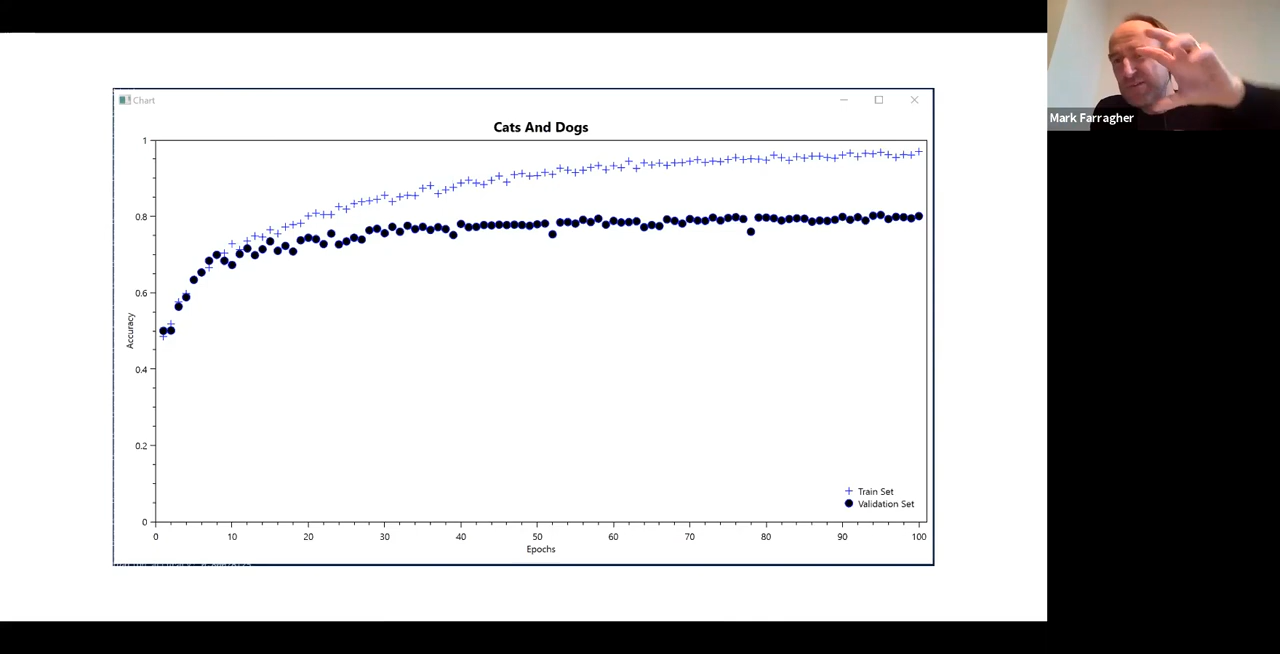 Chart
Mark Farragher
Cats And Dogs
1
0.8
0.6
0.4
0.2
0
Accuracy
0 10 20 30 40 50 60 70 80 90 100
Epochs
Train Set
Validation Set